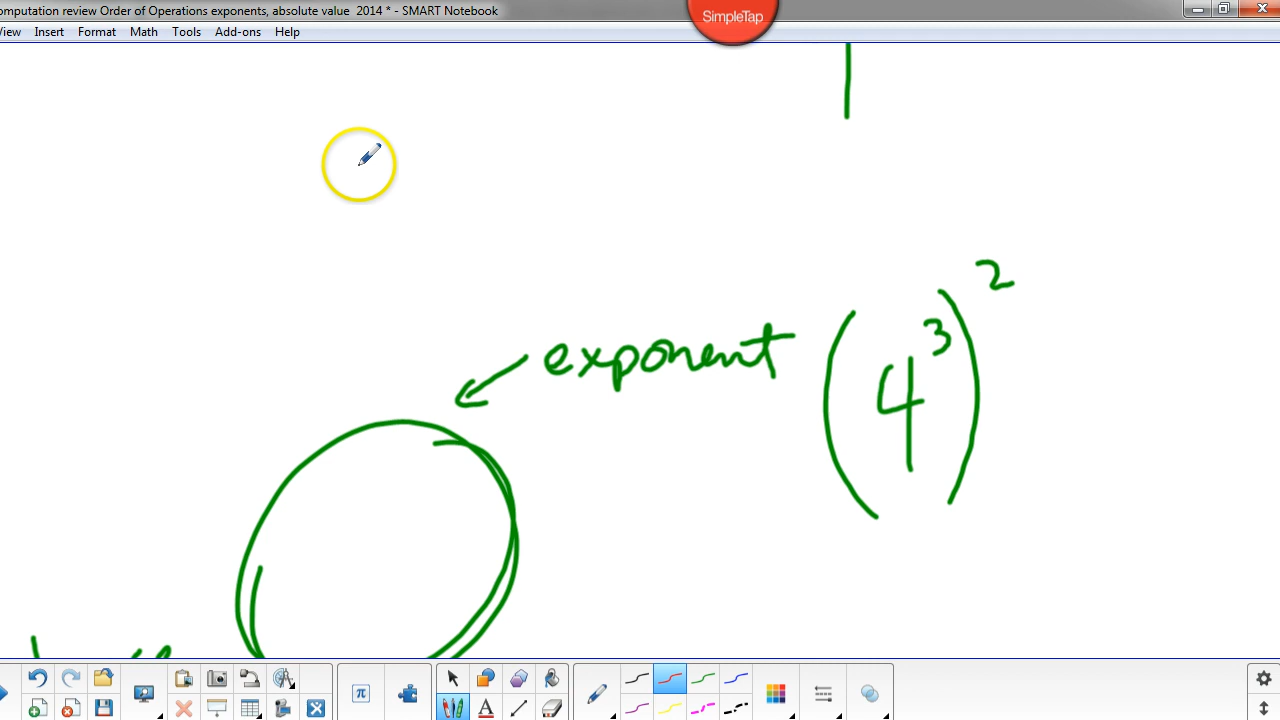 omputation review Order of Operations exponents, absolute value 2014 * - SMART Notebook
SimpleTap
View Insert Format Math Tools Add-ons Help
exponent (4³)²
π
A